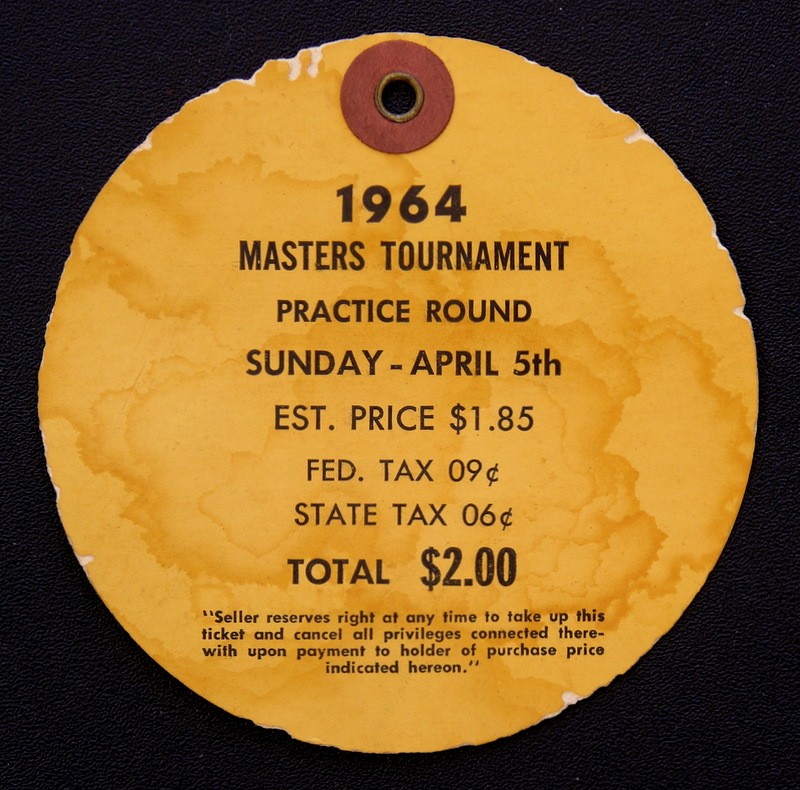 1964
MASTERS TOURNAMENT
PRACTICE ROUND
SUNDAY - APRIL 5th
EST. PRICE $1.85
FED. TAX 09¢
STATE TAX 06¢
TOTAL $2.00
"Seller reserves right at any time to take up this
ticket and cancel all privileges connected there-
with upon payment to holder of purchase price
indicated hereon."